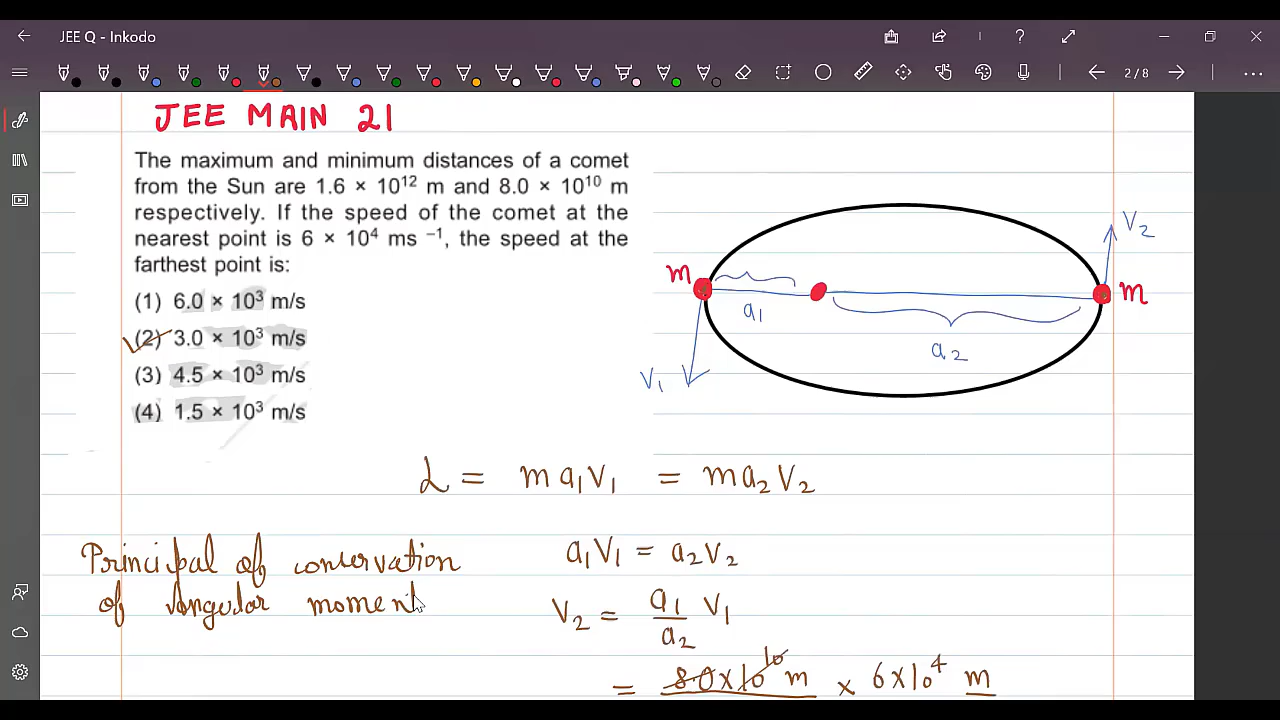 JEE Q - Inkodo
2/8
JEE MAIN 21
The maximum and minimum distances of a comet
from the Sun are 1.6 × 10¹² m and 8.0 × 10¹⁰ m
respectively. If the speed of the comet at the
nearest point is 6 × 10⁴ ms ⁻¹, the speed at the
farthest point is:
(1) 6.0 × 10³ m/s
(2) 3.0 × 10³ m/s
(3) 4.5 × 10³ m/s
(4) 1.5 × 10³ m/s
m
a₁
V₁
a₂
V₂
m
L = ma₁V₁ = ma₂V₂
Principal of conservation
of angular moment
a₁V₁ = a₂V₂
V₂ = a₁/a₂ V₁
= 80×10¹⁰ m × 6×10⁴ m